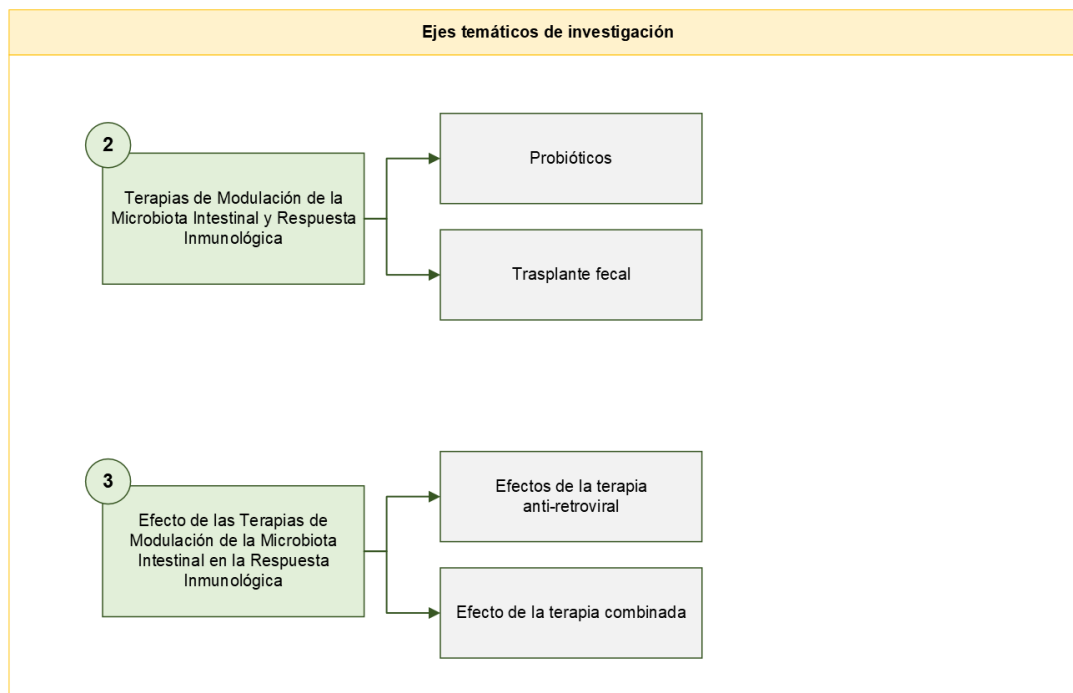 Ejes temáticos de investigación
2
Terapias de Modulación de la
Microbiota Intestinal y Respuesta
Inmunológica
Probióticos
Trasplante fecal
3
Efecto de las Terapias de
Modulación de la Microbiota
Intestinal en la Respuesta
Inmunológica
Efectos de la terapia
anti-retroviral
Efecto de la terapia combinada